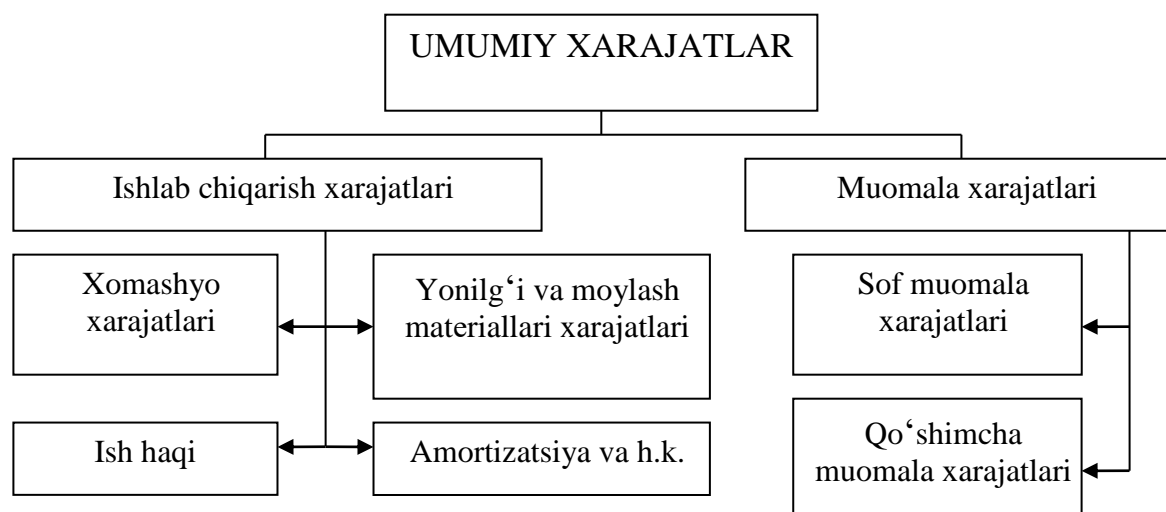 UMUMIY XARAJATLAR
Ishlab chiqarish xarajatlari
Muomala xarajatlari
Xomashyo
xarajatlari
Yonilg‘i va moylash
materiallari xarajatlari
Sof muomala
xarajatlari
Ish haqi
Amortizatsiya va h.k.
Qo‘shimcha
muomala xarajatlari